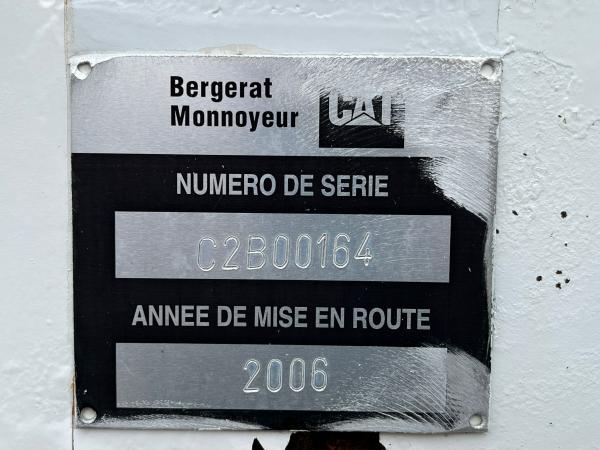 Bergerat
Monnoyeur
CAT
NUMERO DE SERIE
C2B00164
ANNEE DE MISE EN ROUTE
2006